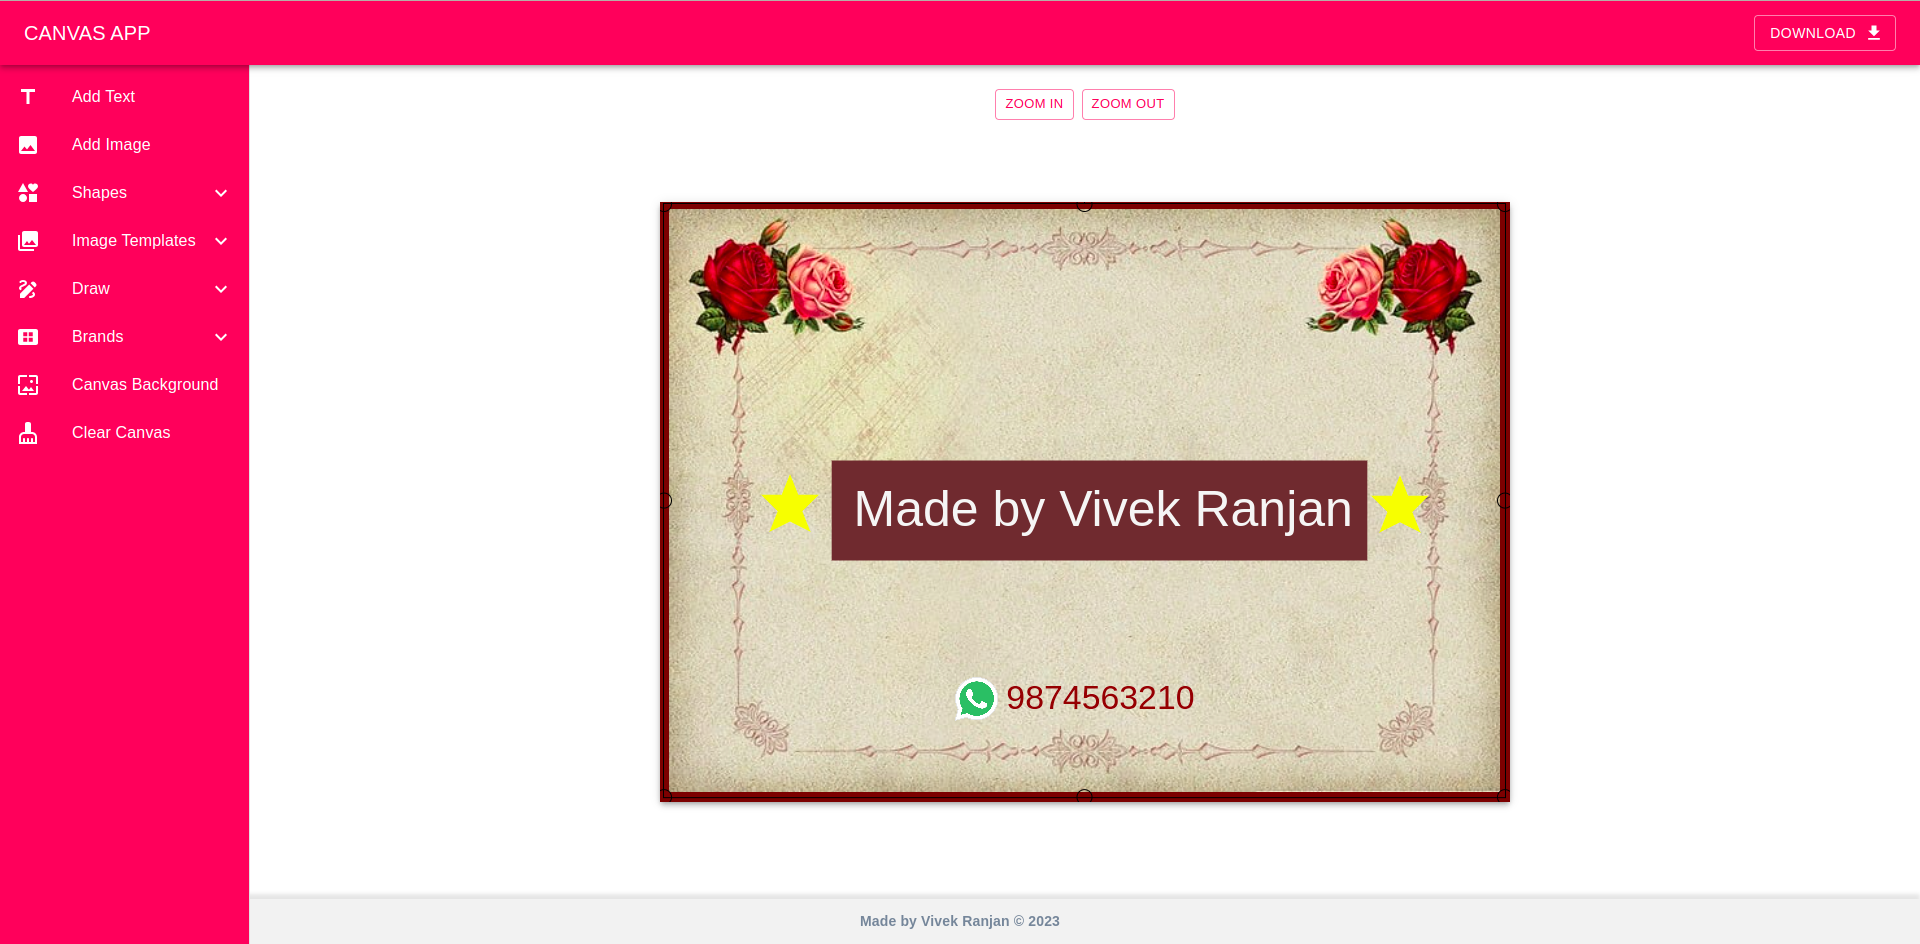 CANVAS APP
DOWNLOAD
Add Text
Add Image
Shapes
Image Templates
Draw
Brands
Canvas Background
Clear Canvas
ZOOM IN
ZOOM OUT
Made by Vivek Ranjan
9874563210
Made by Vivek Ranjan © 2023